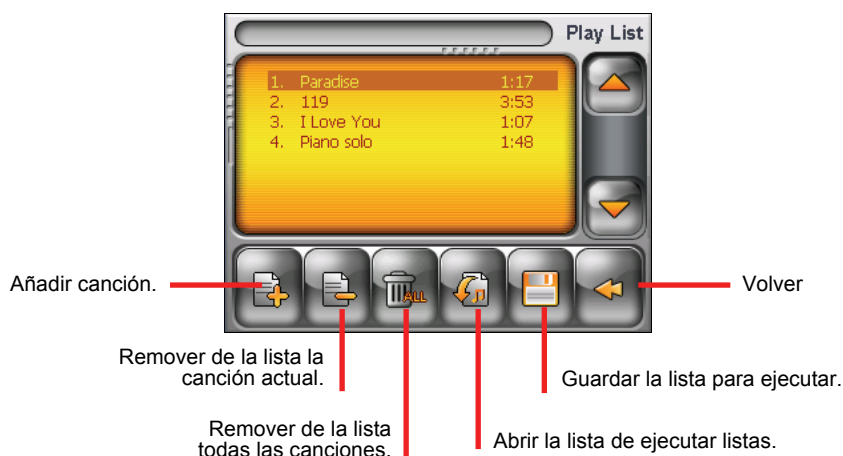 Play List
1. Paradise 1:17
2. 119 3:53
3. I Love You 1:07
4. Piano solo 1:48
ALL
Añadir canción.
Volver
Remover de la lista la
canción actual.
Guardar la lista para ejecutar.
Remover de la lista
todas las canciones.
Abrir la lista de ejecutar listas.